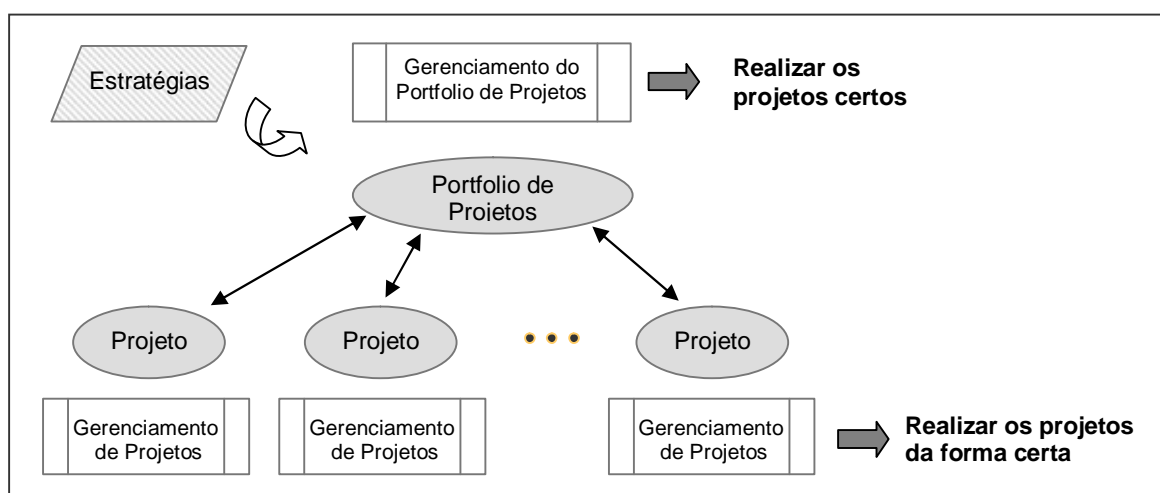 Estratégias
Gerenciamento do
Portfolio de Projetos
Realizar os
projetos certos
Portfolio de
Projetos
Projeto
Projeto
Projeto
Gerenciamento
de Projetos
Gerenciamento
de Projetos
Gerenciamento
de Projetos
Realizar os projetos
da forma certa